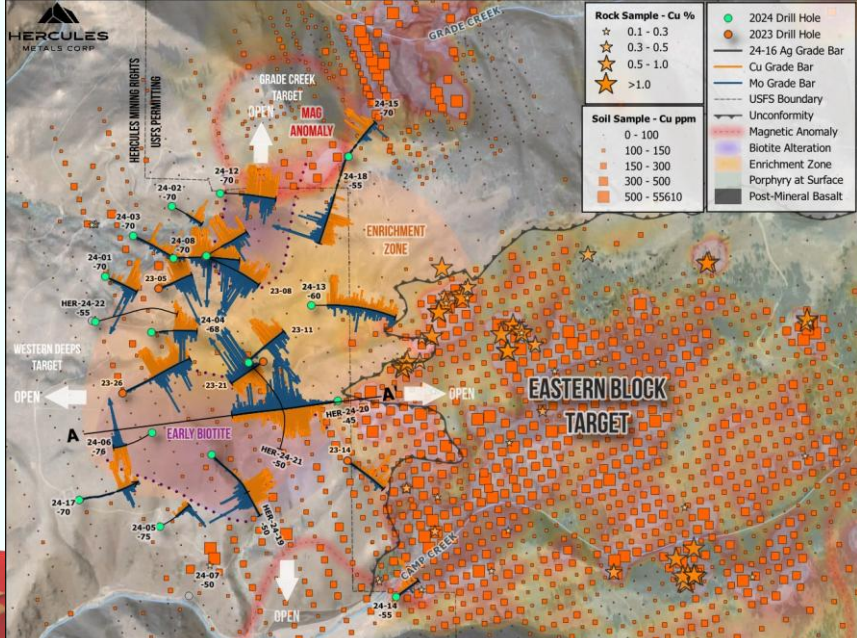 HERCULES
METALS CORP
HERCULES MINING RIGHTS
USFS PERMITTING
GRADE CREEK
TARGET
OPEN
MAG
ANOMALY
GRADE CREEK
24-15
-70
24-18
-55
24-12
-70
24-02
-70
24-03
-70
24-08
-70
24-01
-70
23-05
23-08
ENRICHMENT
ZONE
24-13
-60
HER-24-22
-55
24-04
-68
23-11
WESTERN DEEPS
TARGET
OPEN
23-26
23-21
A
A'
OPEN
HER-24-20
-45
EASTERN BLOCK
TARGET
24-06
-76
EARLY BIOTITE
HER-24-21
-50
23-14
24-17
-70
24-05
-75
HER-24-19
-50
24-07
-50
OPEN
CAMP CREEK
24-14
-55
Rock Sample - Cu %
0.1 - 0.3
0.3 - 0.5
0.5 - 1.0
>1.0
Soil Sample - Cu ppm
0 - 100
100 - 150
150 - 300
300 - 500
500 - 55610
2024 Drill Hole
2023 Drill Hole
24-16 Ag Grade Bar
Cu Grade Bar
Mo Grade Bar
USFS Boundary
Unconformity
Magnetic Anomaly
Biotite Alteration
Enrichment Zone
Porphyry at Surface
Post-Mineral Basalt